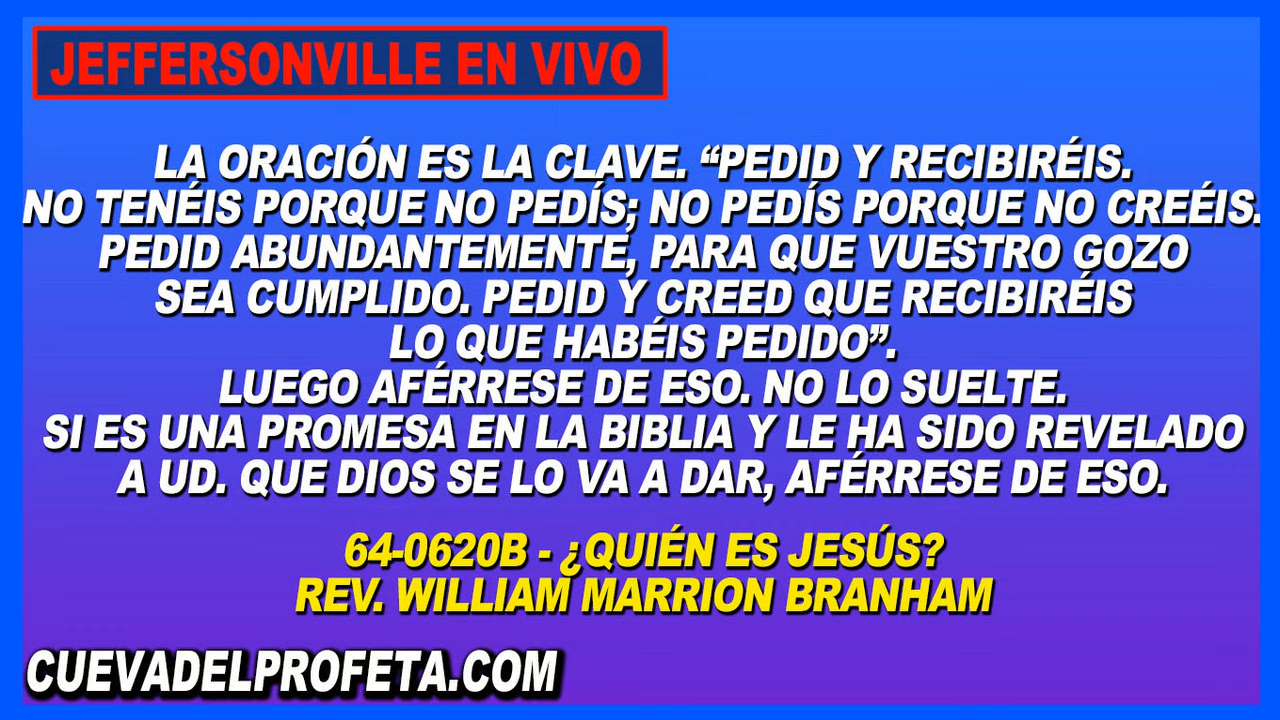 JEFFERSONVILLE EN VIVO
LA ORACIÓN ES LA CLAVE. “PEDID Y RECIBIRÉIS.
NO TENÉIS PORQUE NO PEDÍS; NO PEDÍS PORQUE NO CREÉIS.
PEDID ABUNDANTEMENTE, PARA QUE VUESTRO GOZO
SEA CUMPLIDO. PEDID Y CREED QUE RECIBIRÉIS
LO QUE HABÉIS PEDIDO”.
LUEGO AFÉRRESE DE ESO. NO LO SUELTE.
SI ES UNA PROMESA EN LA BIBLIA Y LE HA SIDO REVELADO
A UD. QUE DIOS SE LO VA A DAR, AFÉRRESE DE ESO.
64-0620B - ¿QUIÉN ES JESÚS?
REV. WILLIAM MARRION BRANHAM
CUEVADELPROFETA.COM